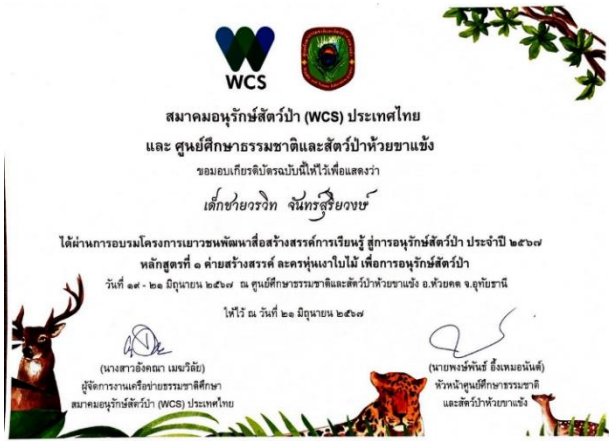 WCS
สมาคมอนุรักษ์สัตว์ป่า (WCS) ประเทศไทย
และ ศูนย์ศึกษาธรรมชาติและสัตว์ป่าห้วยขาแข้ง
ขอมอบเกียรติบัตรฉบับนี้ให้ไว้เพื่อแสดงว่า
เด็กชายวรวิท จันทร์สุริยวงษ์
ได้ผ่านการอบรมโครงการเยาวชนพัฒนาสื่อสร้างสรรค์การเรียนรู้ สู่การอนุรักษ์สัตว์ป่า ประจำปี ๒๕๖๗
หลักสูตรที่ ๑ ค่ายสร้างสรรค์ ละครหุ่นเงาใบไม้ เพื่อการอนุรักษ์สัตว์ป่า
วันที่ ๑๙ - ๒๑ มิถุนายน ๒๕๖๗ ณ ศูนย์ศึกษาธรรมชาติและสัตว์ป่าห้วยขาแข้ง อ.ห้วยคต จ.อุทัยธานี
ให้ไว้ ณ วันที่ ๒๑ มิถุนายน ๒๕๖๗
(นางสาวอังคณา เมฆวิลัย)
ผู้จัดการงานเครือข่ายธรรมชาติศึกษา
สมาคมอนุรักษ์สัตว์ป่า (WCS) ประเทศไทย
(นายพงษ์พันธ์ อึ้งเหมอนันต์)
หัวหน้าศูนย์ศึกษาธรรมชาติ
และสัตว์ป่าห้วยขาแข้ง